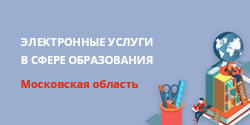 ЭЛЕКТРОННЫЕ УСЛУГИ
В СФЕРЕ ОБРАЗОВАНИЯ
Московская область